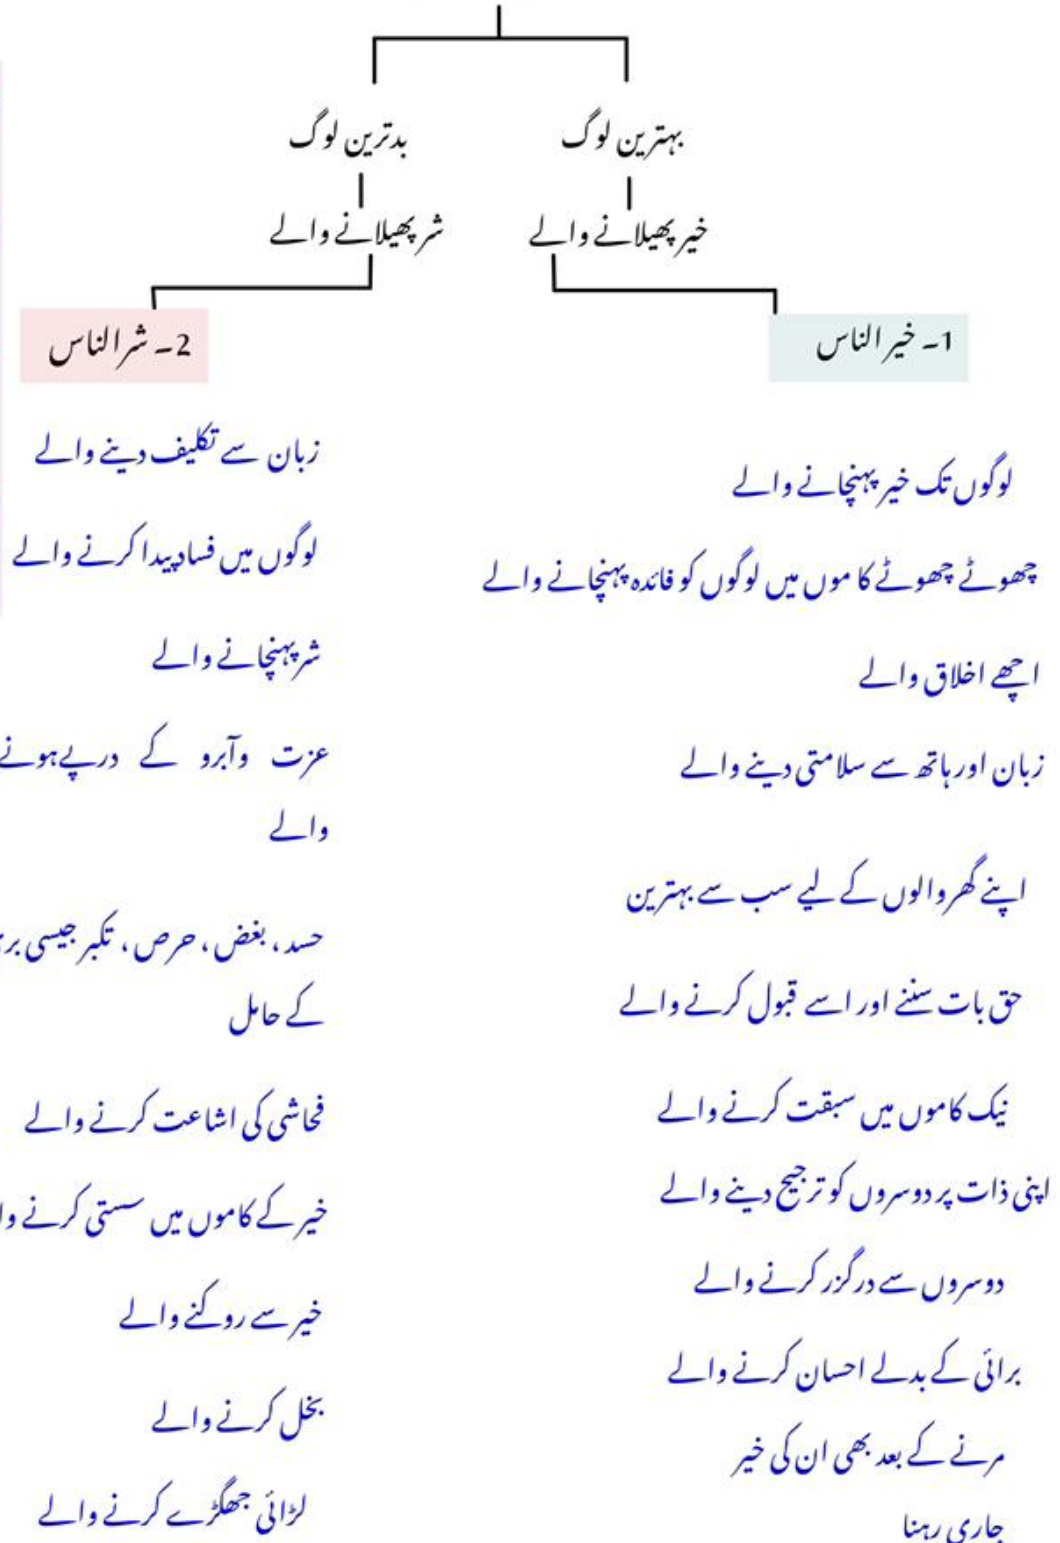 بہترین لوگ
بدترین لوگ
خیر پھیلانے والے
شر پھیلانے والے
1۔ خیر الناس
لوگوں تک خیر پہنچانے والے
چھوٹے چھوٹے کاموں میں لوگوں کو فائدہ پہنچانے والے
اچھے اخلاق والے
زبان اور ہاتھ سے سلامتی دینے والے
اپنے گھر والوں کے لیے سب سے بہترین
حق بات سننے اور اسے قبول کرنے والے
نیک کاموں میں سبقت کرنے والے
اپنی ذات پر دوسروں کو ترجیح دینے والے
دوسروں سے درگزر کرنے والے
برائی کے بدلے احسان کرنے والے
مرنے کے بعد بھی ان کی خیر
جاری رہنا
2۔ شر الناس
زبان سے تکلیف دینے والے
لوگوں میں فساد پیدا کرنے والے
شر پہنچانے والے
عزت وآبرو کے درپے ہونے
والے
حسد ، بغض ، حرص ، تکبر جیسی
کے حامل
فحاشی کی اشاعت کرنے والے
خیر کے کاموں میں سستی کرنے
خیر سے روکنے والے
بخل کرنے والے
لڑائی جھگڑے کرنے والے